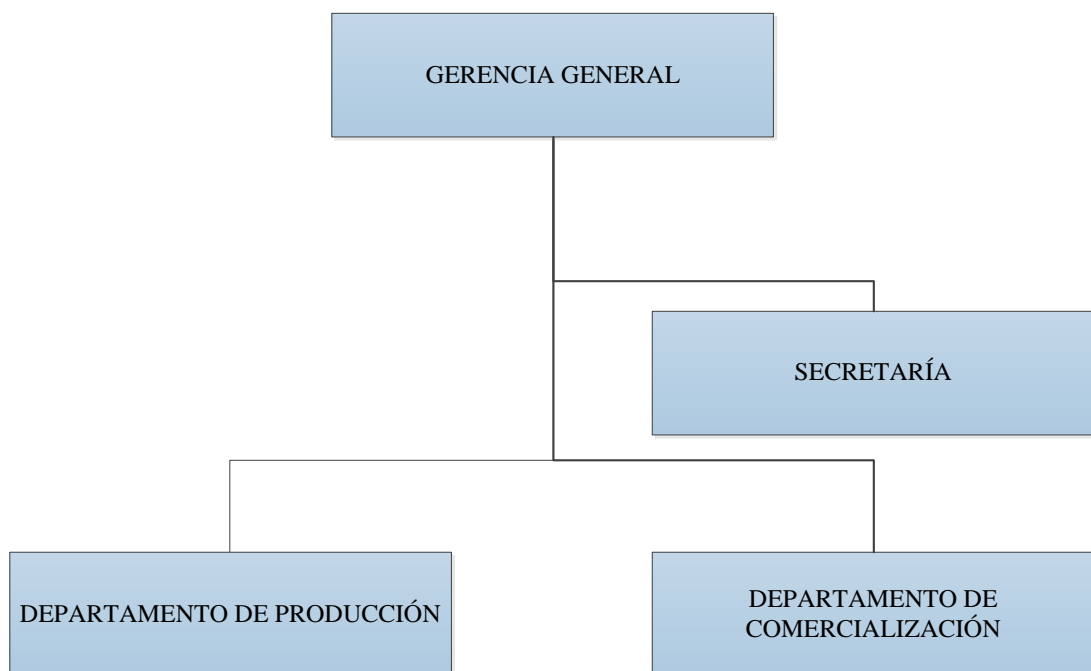 GERENCIA GENERAL
SECRETARÍA
DEPARTAMENTO DE PRODUCCIÓN
DEPARTAMENTO DE
COMERCIALIZACIÓN